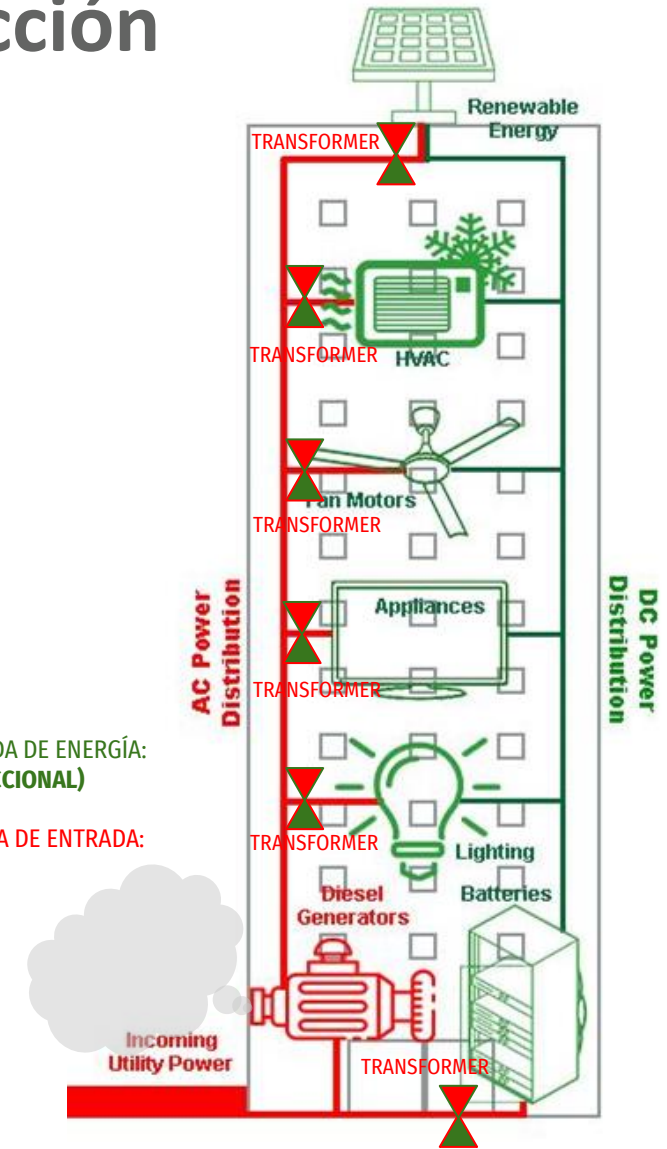 cción
Renewable
Energy
TRANSFORMER
TRANSFORMER
HVAC
Fan Motors
TRANSFORMER
AC Power
Distribution
Appliances
DC Power
Distribution
TRANSFORMER
DA DE ENERGÍA:
CCIONAL)
A DE ENTRADA:
TRANSFORMER
Lighting
Diesel
Generators
Batteries
Incoming
Utility Power
TRANSFORMER